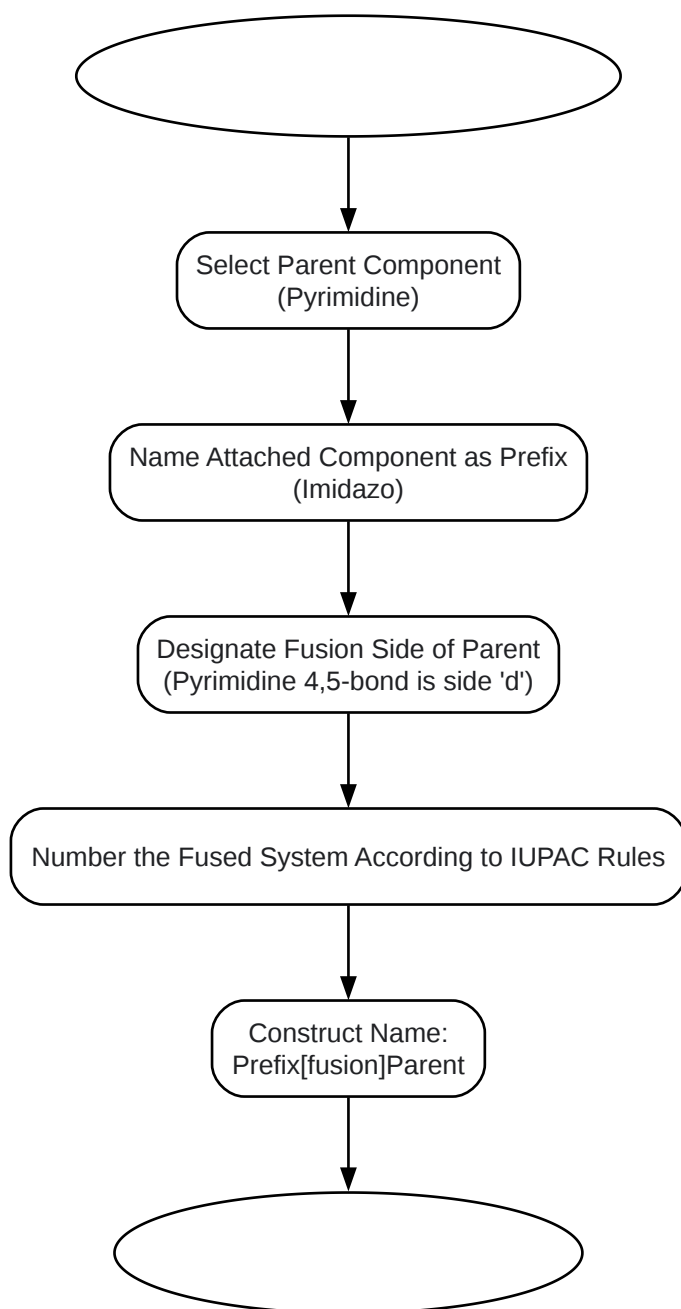 Select Parent Component
(Pyrimidine)
Name Attached Component as Prefix
(Imidazo)
Designate Fusion Side of Parent
(Pyrimidine 4,5-bond is side 'd')
Number the Fused System According to IUPAC Rules
Construct Name:
Prefix[fusion]Parent